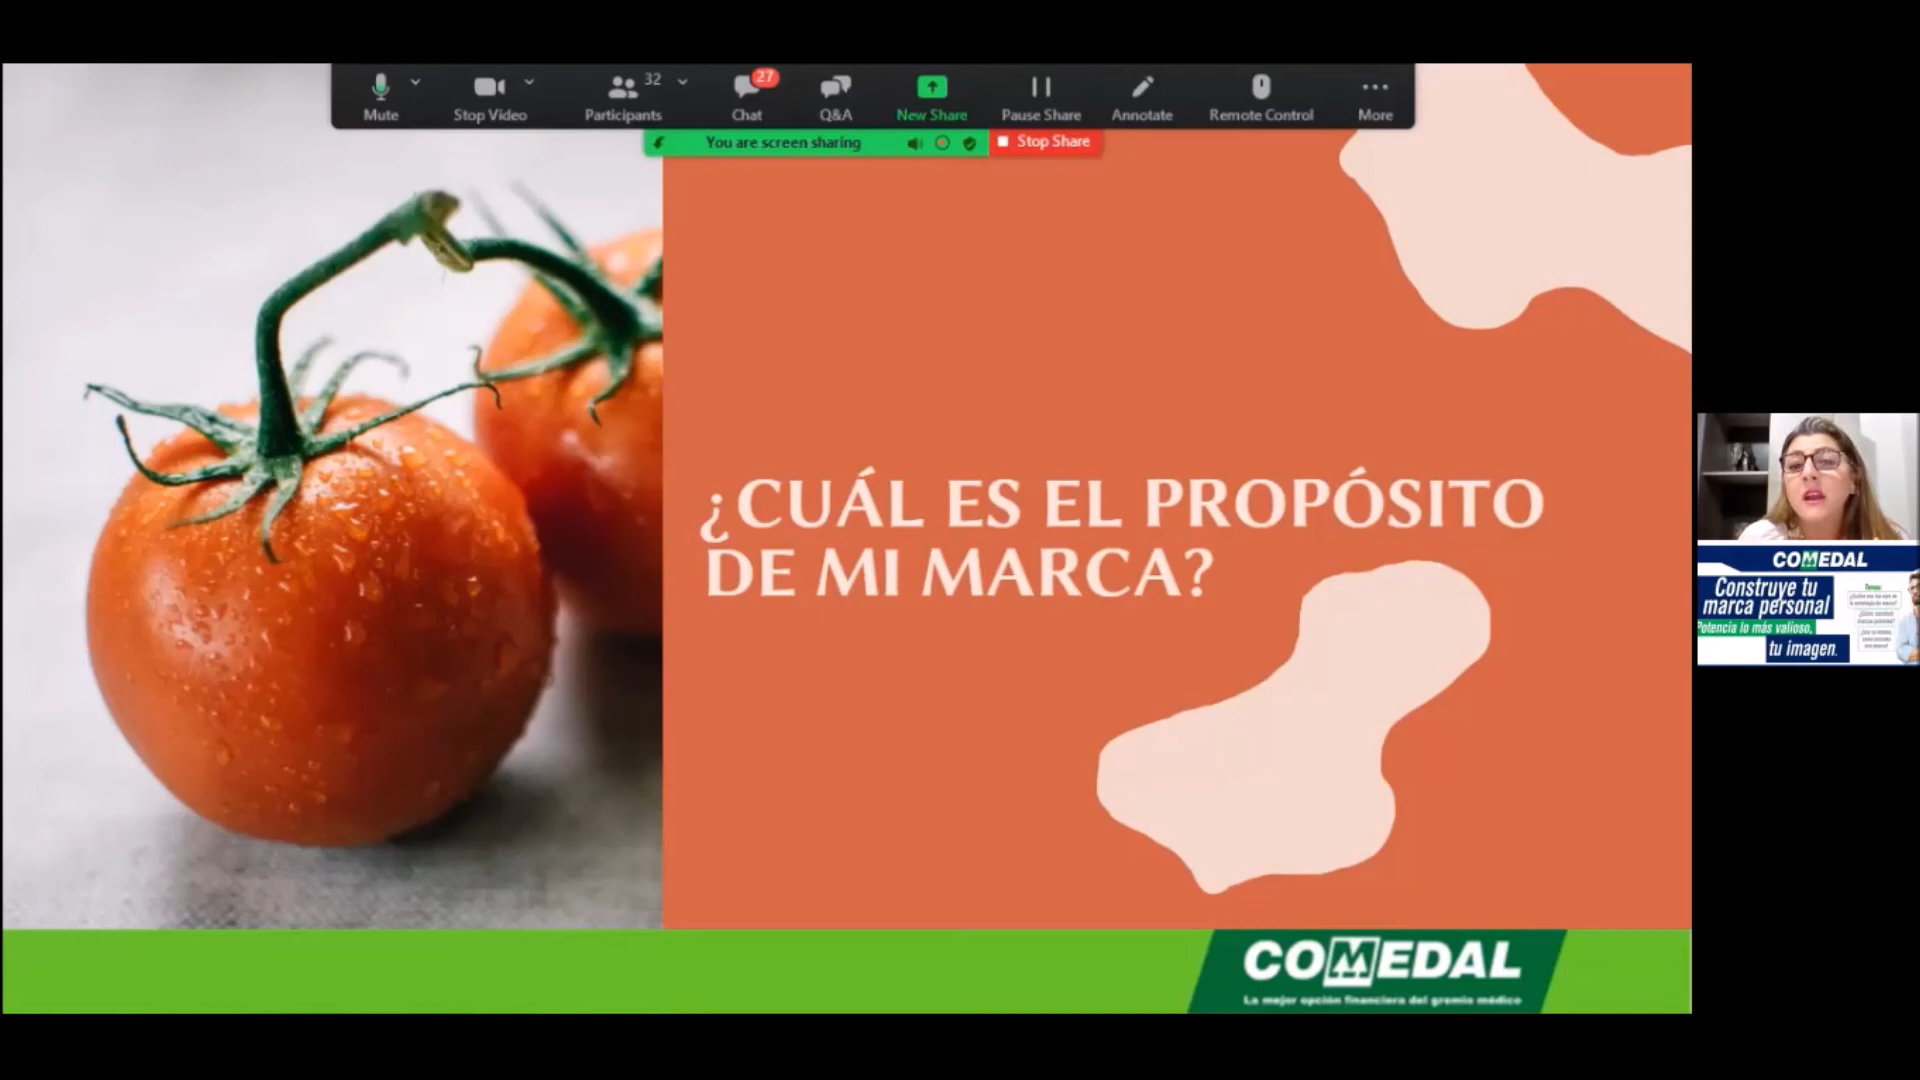 32
27
Mute
Stop Video
Participants
Chat
Q&A
New Share
Pause Share
Annotate
Remote Control
More
You are screen sharing
Stop Share
¿CUÁL ES EL PROPÓSITO
DE MI MARCA?
COMEDAL
La mejor opción financiera del gremio médico
COMEDAL
Construye tu
marca personal
Potencia lo más valioso,
tu imagen.
Temas: